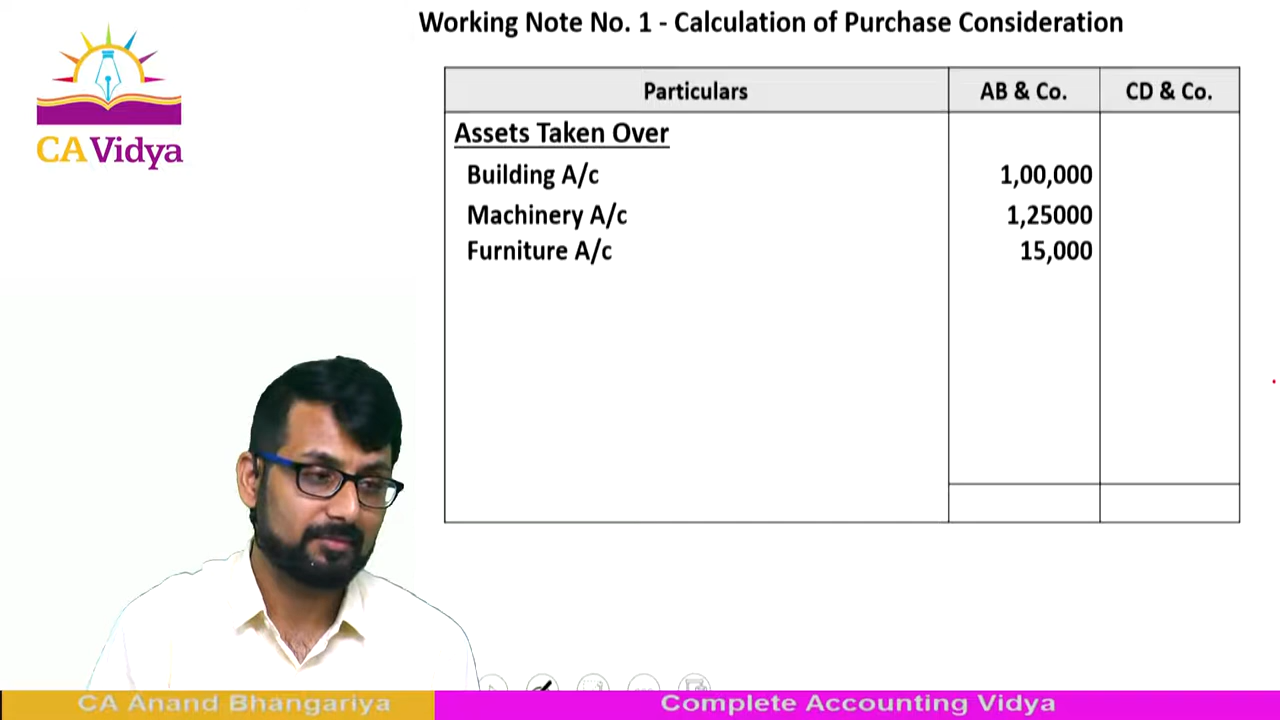 Working Note No. 1 - Calculation of Purchase Consideration
CA Vidya
Particulars AB & Co. CD & Co.
Assets Taken Over
Building A/c 1,00,000
Machinery A/c 1,25000
Furniture A/c 15,000
CA Anand Bhangariya Complete Accounting Vidya